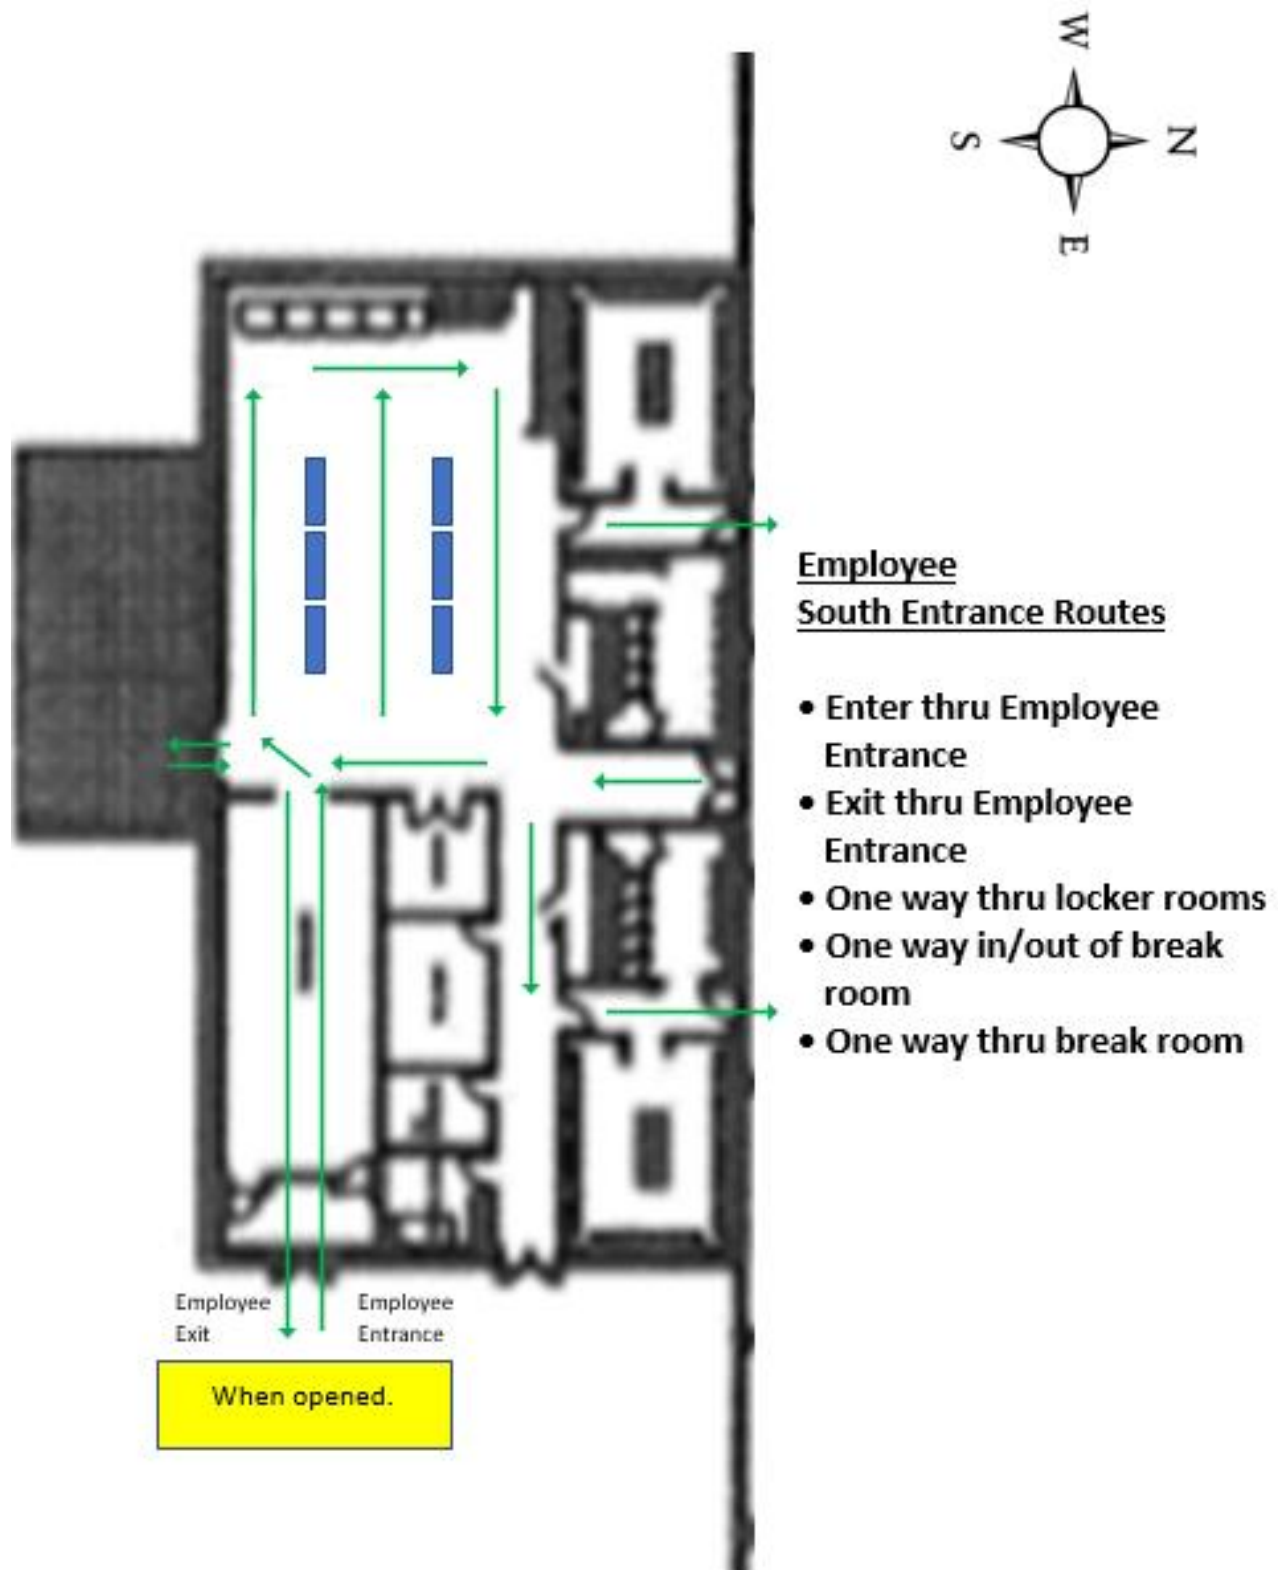 W
S
N
E
Employee
South Entrance Routes
• Enter thru Employee
Entrance
• Exit thru Employee
Entrance
• One way thru locker rooms
• One way in/out of break
room
• One way thru break room
Employee
Exit
Employee
Entrance
When opened.